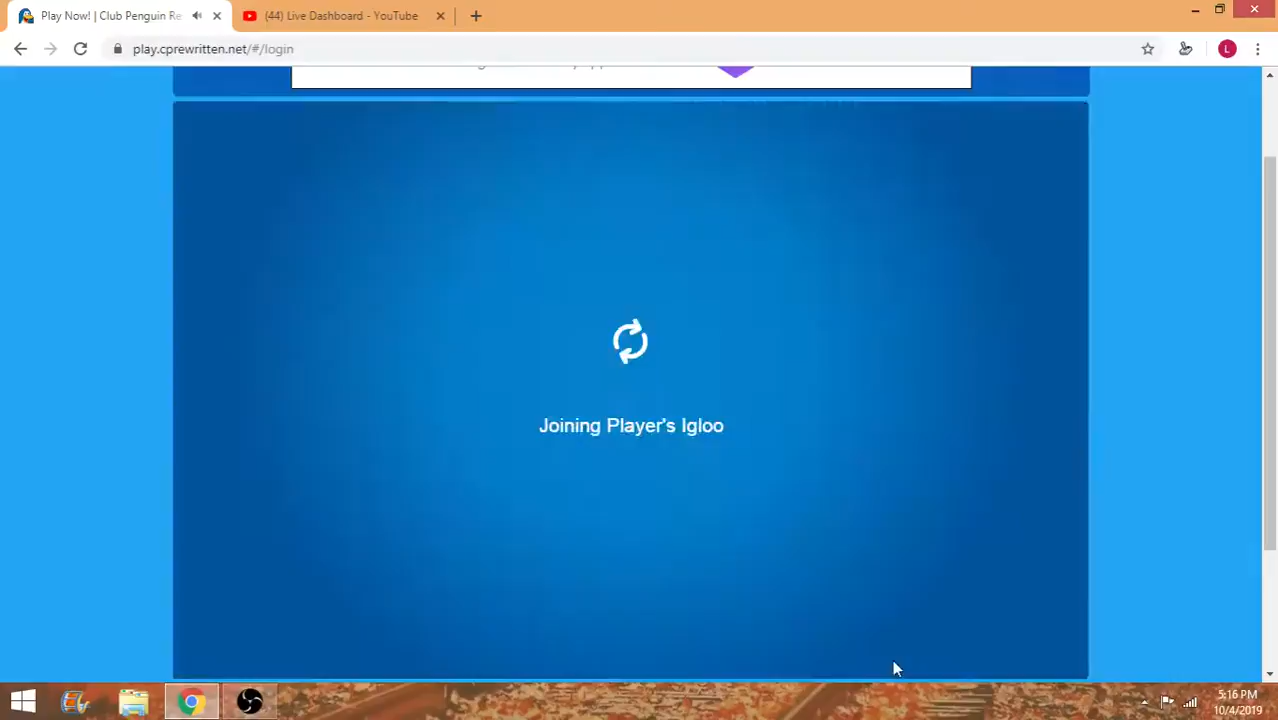 Play Now! | Club Penguin Re
(44) Live Dashboard - YouTube
play.cprewritten.net/#/login
L
Joining Player's Igloo
5:16 PM
10/4/2019